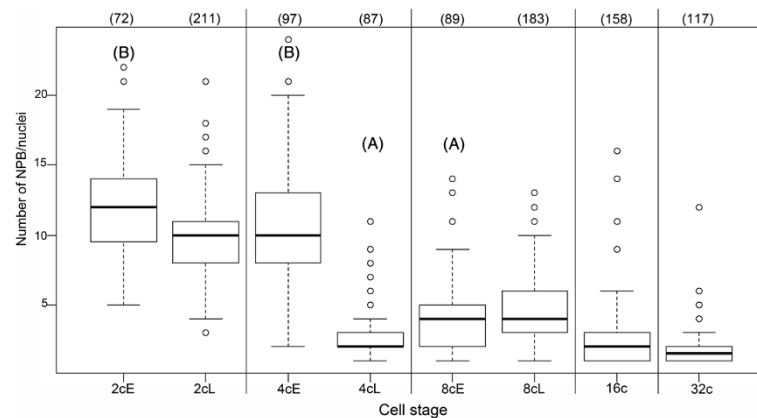 (72) (211) (97) (87) (89) (183) (158) (117)
(B) (B)
(A) (A)
Number of NPB/nuclei
20
15
10
5
2cE 2cL 4cE 4cL 8cE 8cL 16c 32c
Cell stage